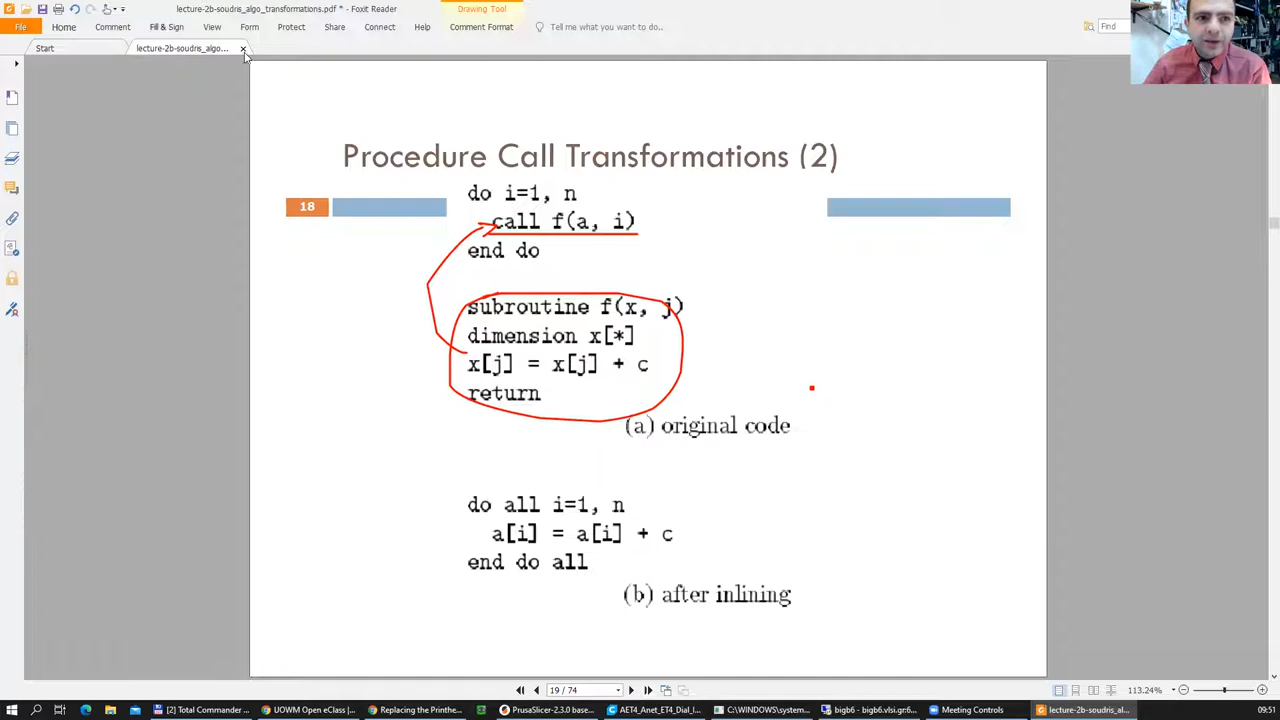 lecture-2b-soudris_algo_transformations.pdf * - Foxit Reader
Drawing Tool
File Home Comment View Form Protect Share Connect Help Comment Format Tell me what you want to do.. Find
Fill & Sign
Start
lecture-2b-soudris_algo...
Procedure Call Transformations (2)
18
do i=1, n
call f(a, i)
end do
subroutine f(x, j)
dimension x[*]
x[j] = x[j] + c
return
(a) original code
do all i=1, n
a[i] = a[i] + c
end do all
(b) after inlining
19 / 74
113.24%
[2] Total Commander ...
UOWM Open eClass | ...
Replacing the Printhe...
PrusaSlicer-2.3.0 base...
AET4_Anet_ET4_Dial_I...
C:\WINDOWS\system...
bigb6 - bigb6.vlsi.gr:6...
Meeting Controls
lecture-2b-soudris_al...
09:51